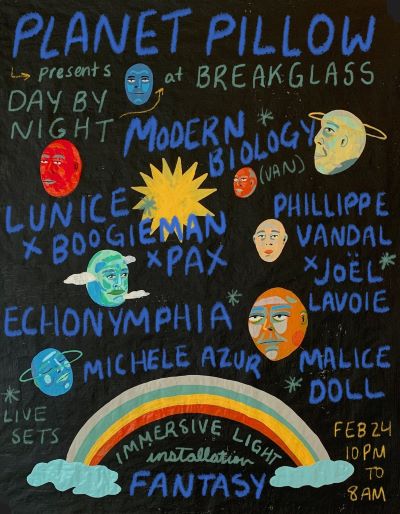 PLANET PILLOW
presents at BREAKGLASS
DAY BY
NIGHT
MODERN *
BIOLOGY
(VAN)
LUNICE *
x BOOGIEMAN
x PAX
PHILLIPPE
VANDAL
x JOËL *
LAVOIE
ECHONYMPHIA *
MICHELE AZUR
MALICE
* DOLL
*
LIVE
SETS
IMMERSIVE LIGHT
installation
FANTASY
FEB 24
10 PM
TO
8 AM